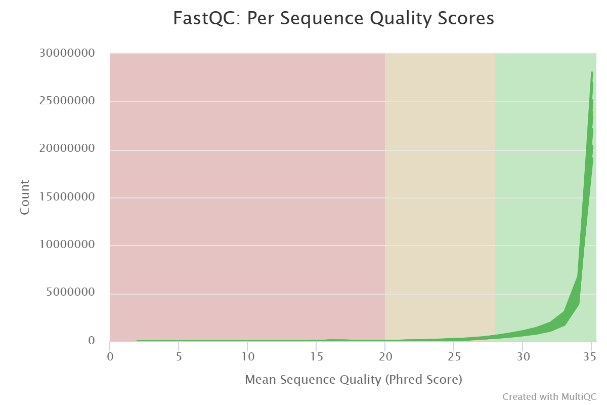 FastQC: Per Sequence Quality Scores
30000000
25000000
20000000
15000000
10000000
5000000
0
Count
0 5 10 15 20 25 30 35
Mean Sequence Quality (Phred Score)
Created with MultiQC